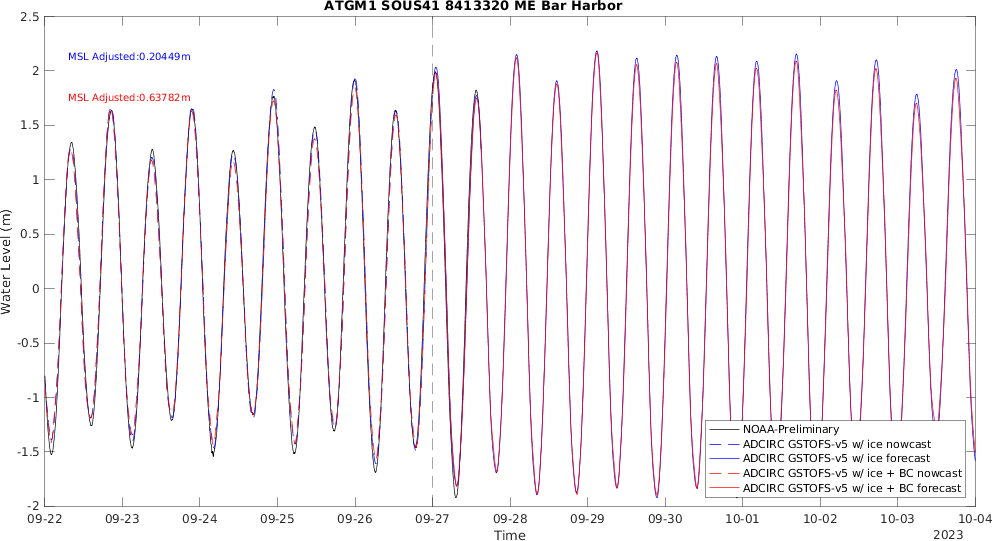 ATGM1 SOUS41 8413320 ME Bar Harbor
2.5
2
1.5
1
0.5
0
-0.5
-1
-1.5
-2
Water Level (m)
MSL Adjusted:0.20449m
MSL Adjusted:0.63782m
NOAA-Preliminary
ADCIRC GSTOFS-v5 w/ ice nowcast
ADCIRC GSTOFS-v5 w/ ice forecast
ADCIRC GSTOFS-v5 w/ ice + BC nowcast
ADCIRC GSTOFS-v5 w/ ice + BC forecast
09-22 09-23 09-24 09-25 09-26 09-27 09-28 09-29 09-30 10-01 10-02 10-03 10-04
Time
2023